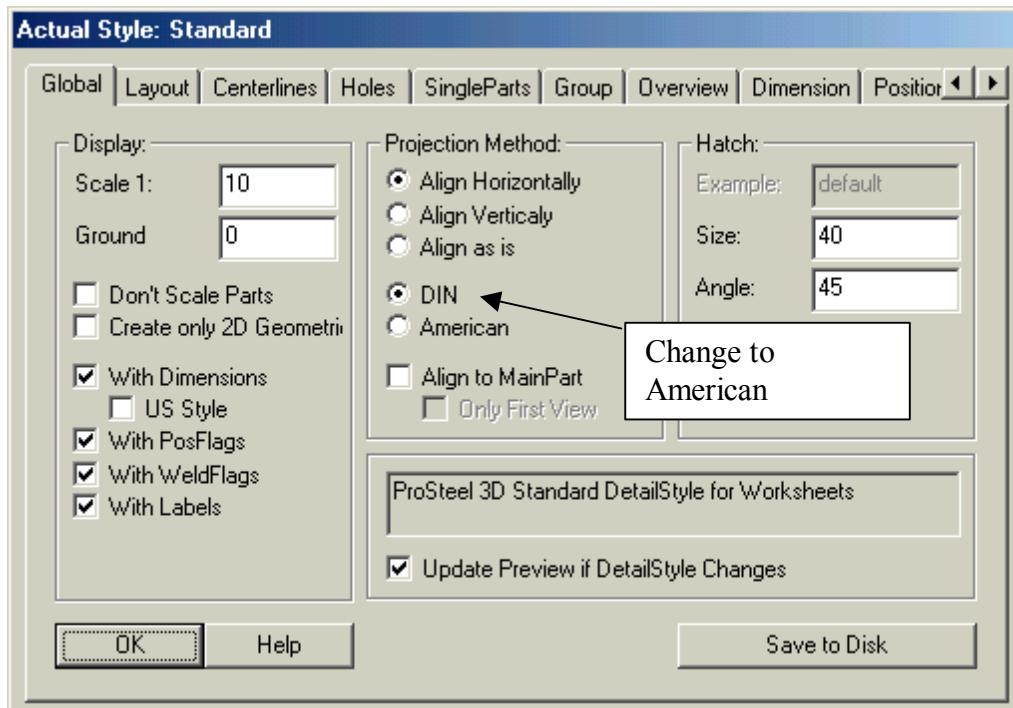 Actual Style: Standard
Global Layout Centerlines Holes SingleParts Group Overview Dimension Position
Display:
Scale 1: 10
Ground 0
Don't Scale Parts
Create only 2D Geometri
With Dimensions
US Style
With PosFlags
With WeldFlags
With Labels
Projection Method:
Align Horizontally
Align Verticaly
Align as is
DIN
American
Align to MainPart
Only First View
Hatch:
Example: default
Size: 40
Angle: 45
Change to
American
ProSteel 3D Standard DetailStyle for Worksheets
Update Preview if DetailStyle Changes
OK Help Save to Disk